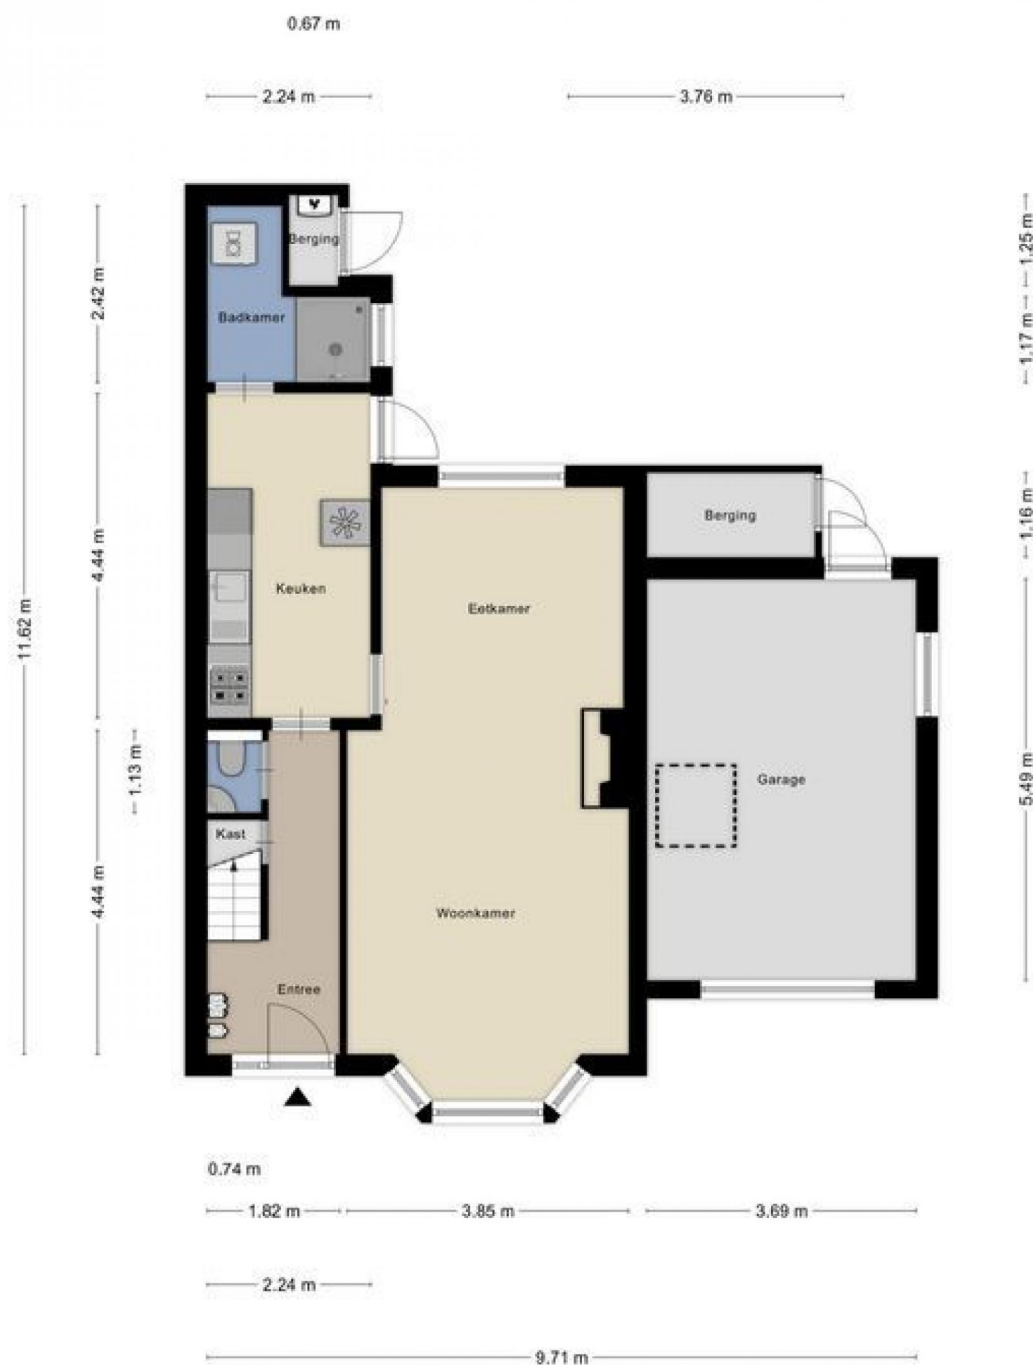 0.67 m
2.24 m
3.76 m
Berging
1.25 m
2.42 m
Badkamer
1.17 m
Berging
1.16 m
4.44 m
Keuken
Eetkamer
11.62 m
1.13 m
Garage
5.49 m
Kast
4.44 m
Woonkamer
Entree
0.74 m
1.82 m
3.85 m
3.69 m
2.24 m
9.71 m